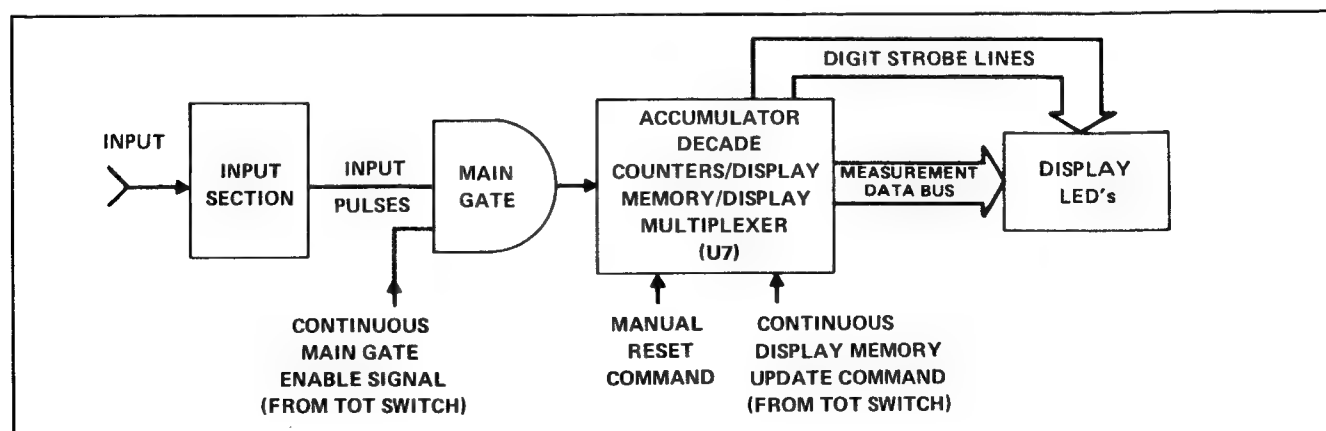 DIGIT STROBE LINES
INPUT
INPUT
SECTION
INPUT
PULSES
MAIN
GATE
ACCUMULATOR
DECADE
COUNTERS/DISPLAY
MEMORY/DISPLAY
MULTIPLEXER
(U7)
MEASUREMENT
DATA BUS
DISPLAY
LED's
CONTINUOUS
MAIN GATE
ENABLE SIGNAL
(FROM TOT SWITCH)
MANUAL
RESET
COMMAND
CONTINUOUS
DISPLAY MEMORY
UPDATE COMMAND
(FROM TOT SWITCH)